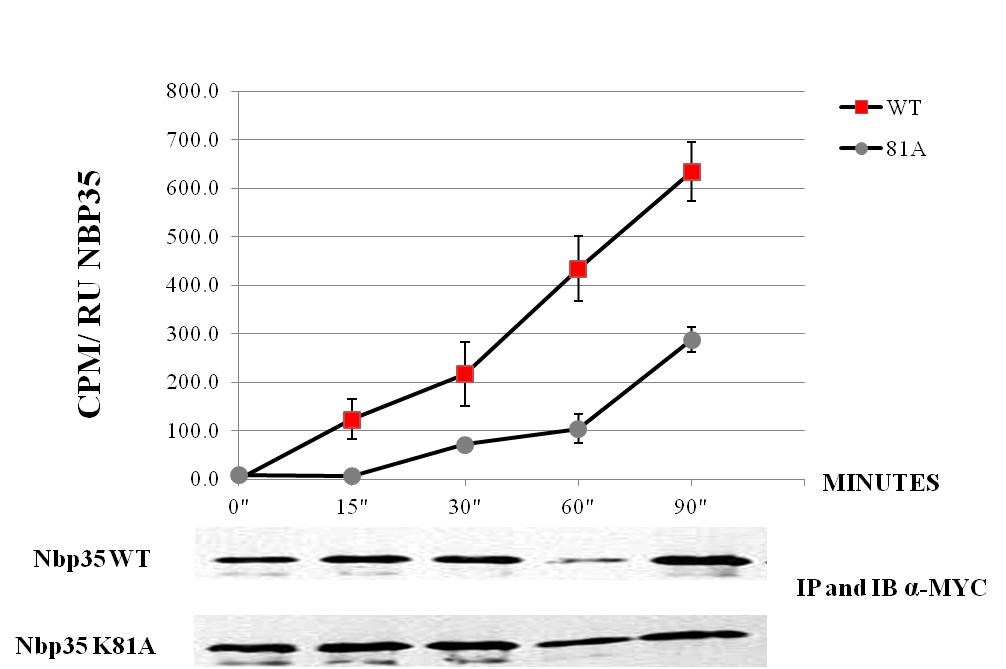 CPM/ RU NBP35
800.0
700.0
600.0
500.0
400.0
300.0
200.0
100.0
0.0
0"
15"
30"
60"
90"
MINUTES
WT
81A
Nbp35 WT
Nbp35 K81A
IP and IB α-MYC